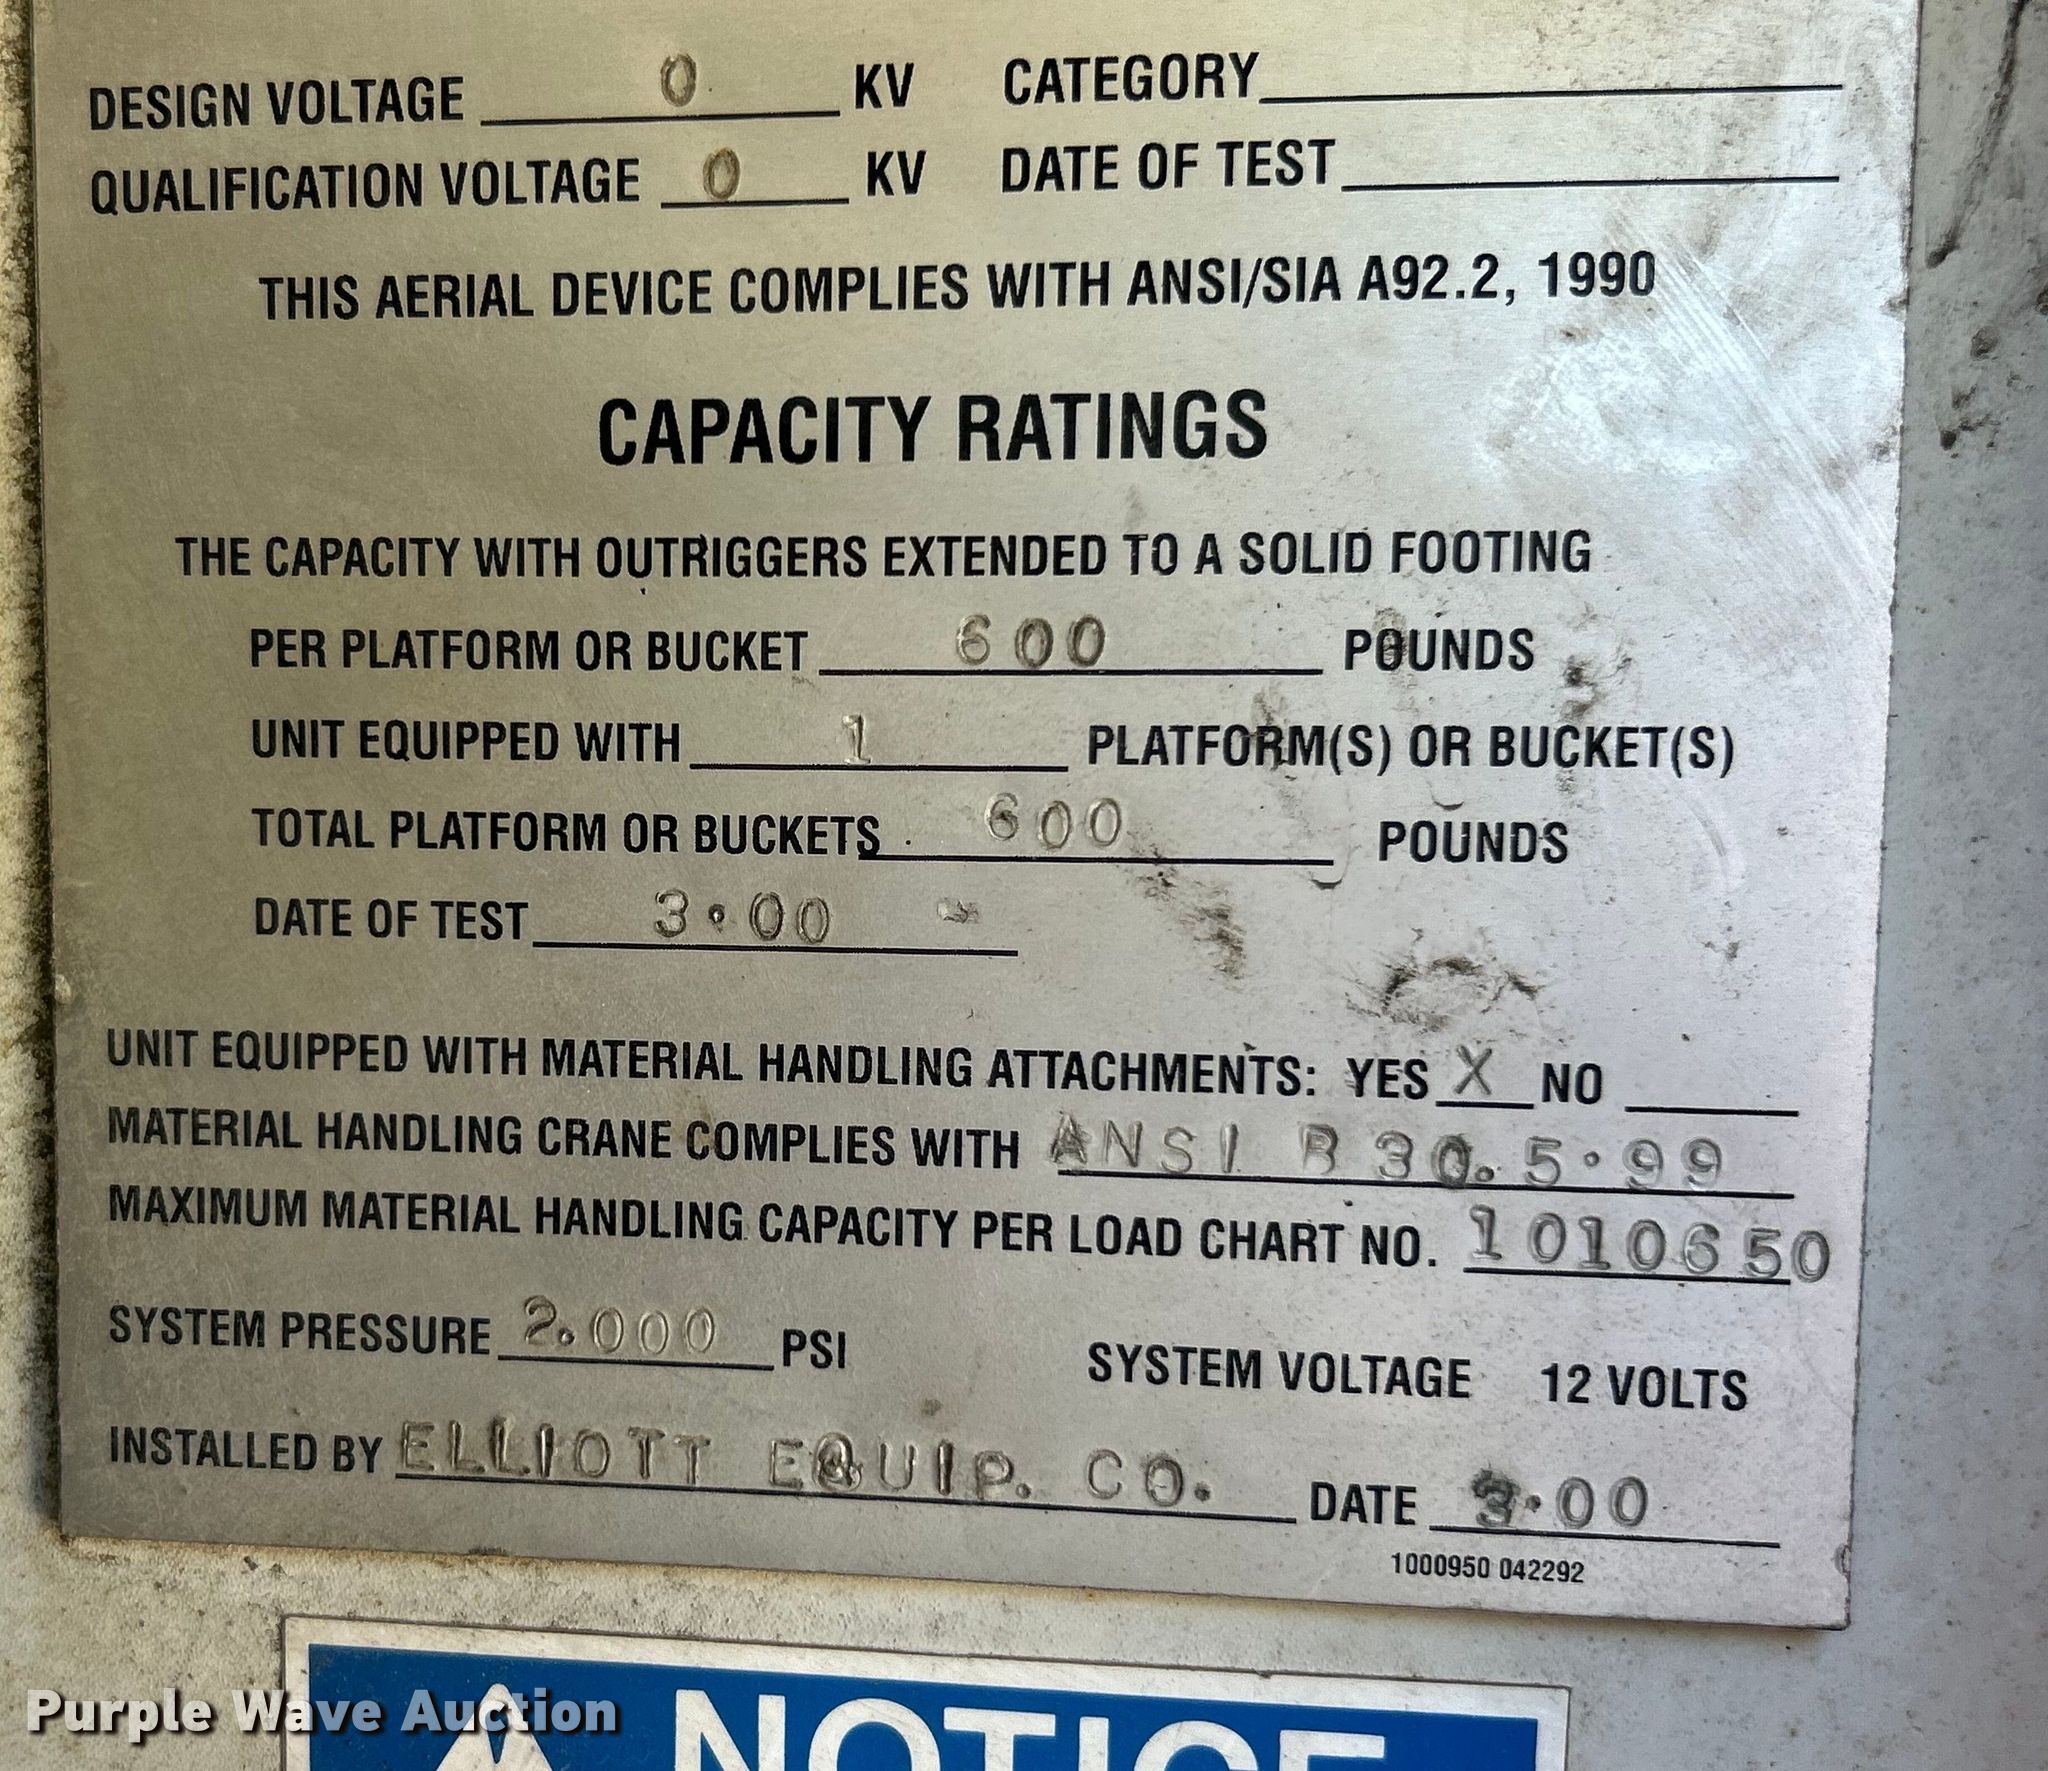 DESIGN VOLTAGE 0 KV CATEGORY
QUALIFICATION VOLTAGE 0 KV DATE OF TEST
THIS AERIAL DEVICE COMPLIES WITH ANSI/SIA A92.2, 1990
CAPACITY RATINGS
THE CAPACITY WITH OUTRIGGERS EXTENDED TO A SOLID FOOTING
PER PLATFORM OR BUCKET 600 POUNDS
UNIT EQUIPPED WITH 1 PLATFORM(S) OR BUCKET(S)
TOTAL PLATFORM OR BUCKETS 600 POUNDS
DATE OF TEST 3•00
UNIT EQUIPPED WITH MATERIAL HANDLING ATTACHMENTS: YES X NO
MATERIAL HANDLING CRANE COMPLIES WITH ANSI B30.5•99
MAXIMUM MATERIAL HANDLING CAPACITY PER LOAD CHART NO. 1010650
SYSTEM PRESSURE 2.000 PSI SYSTEM VOLTAGE 12 VOLTS
INSTALLED BY ELLIOTT EQUIP. CO. DATE 3•00
1000950 042292
NOTICE
Purple Wave Auction